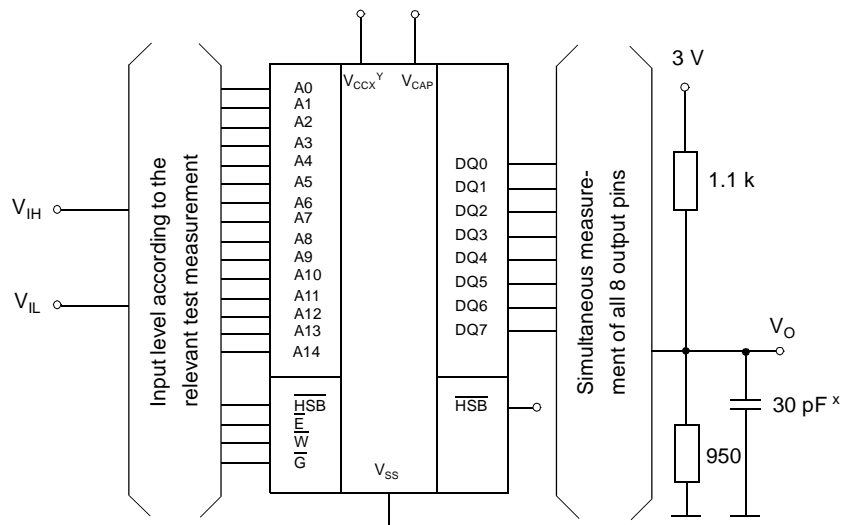 V_CCX^Y
V_CAP
3 V
1.1 k
V_IH
V_IL
Input level according to the
relevant test measurement
A0
A1
A2
A3
A4
A5
A6
A7
A8
A9
A10
A11
A12
A13
A14
HSB
E
W
G
V_SS
DQ0
DQ1
DQ2
DQ3
DQ4
DQ5
DQ6
DQ7
HSB
Simultaneous measure-
ment of all 8 output pins
V_O
30 pF ^x
950